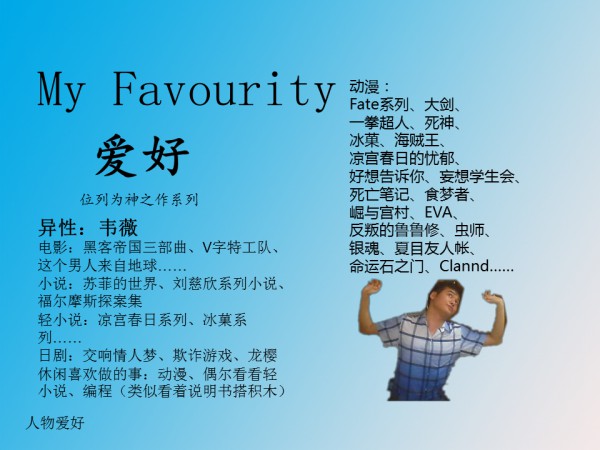 My Favourity
爱好
位列为神之作系列
异性：韦薇
电影：黑客帝国三部曲、V字特工队、
这个男人来自地球……
小说：苏菲的世界、刘慈欣系列小说、
福尔摩斯探案集
轻小说：凉宫春日系列、冰菓系
列……
日剧：交响情人梦、欺诈游戏、龙樱
休闲喜欢做的事：动漫、偶尔看看轻
小说、编程（类似看着说明书搭积木）
动漫：
Fate系列、大剑、
一拳超人、死神、
冰菓、海贼王、
凉宫春日的忧郁、
好想告诉你、妄想学生会、
死亡笔记、食梦者、
崛与宫村、EVA、
反叛的鲁鲁修、虫师、
银魂、夏目友人帐、
命运石之门、Clannd……
人物爱好